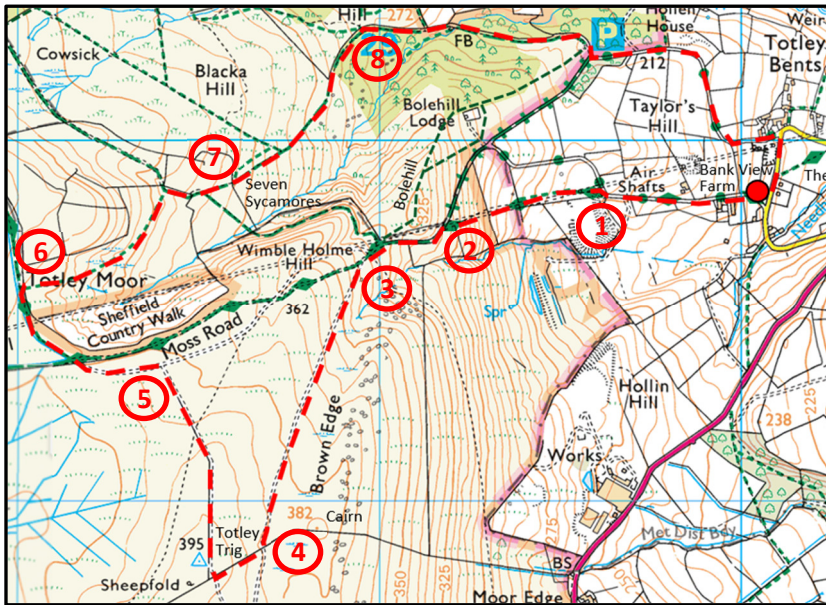 Hill
272
Hollin
House
Weir
Cowsick
8
FB
P
212
Totley
Bents
Blacka
Hill
Bolehill
Lodge
Taylor's
Hill
7
Air
Shafts
Bank View
Farm
The
Seven
Sycamores
Bolehill
325
1
6
Wimble Holme
Hill
2
Needh
Totley Moor
3
Sheffield
Country Walk
Moss Road
362
Spr
5
Brown Edge
Hollin
Hill
238
225
Works
382
Cairn
4
Totley
Trig
395
275
Met Dist Bdy
Sheepfold
350
325
BS
250
Moor Edge